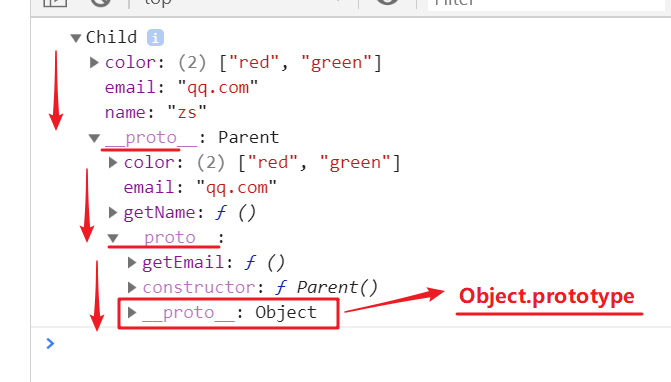 top
Filter
Child i
color: (2) ["red", "green"]
email: "qq.com"
name: "zs"
__proto__: Parent
color: (2) ["red", "green"]
email: "qq.com"
getName: ƒ ()
__proto__:
getEmail: ƒ ()
constructor: ƒ Parent()
__proto__: Object
Object.prototype